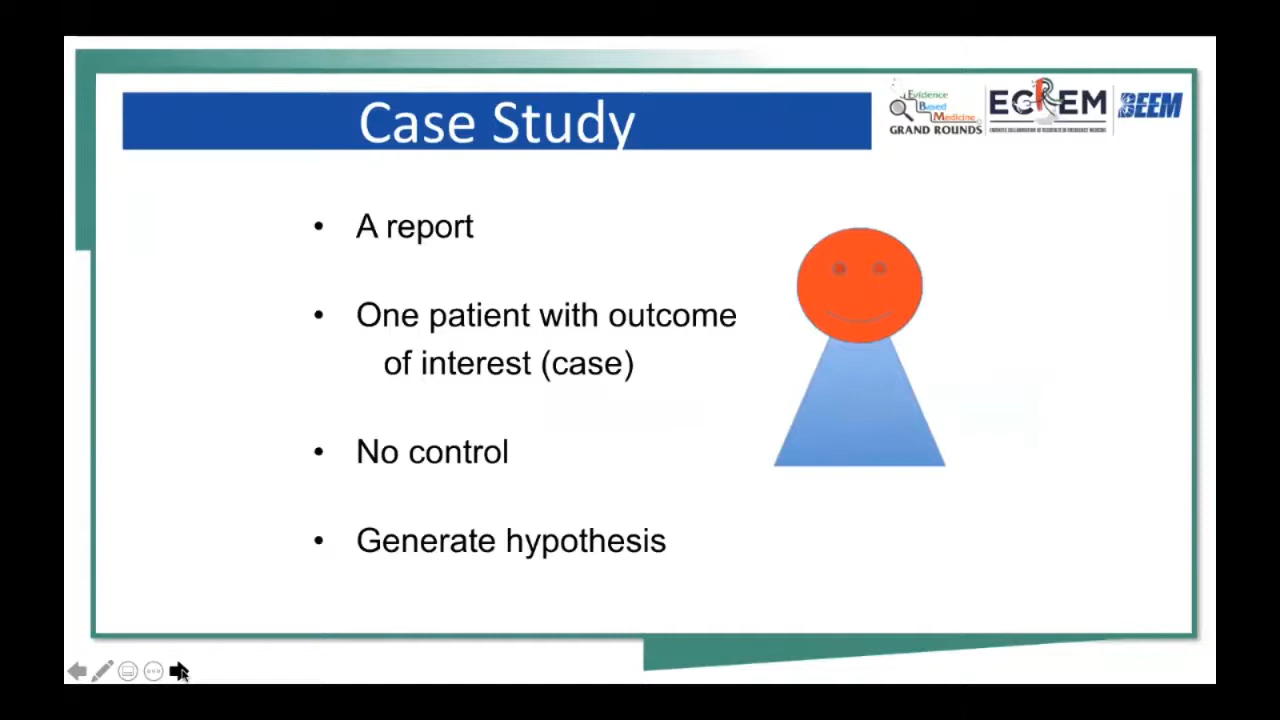 Case Study
Evidence
Based
Medicine
GRAND ROUNDS
ECREM
BEEM
• A report
• One patient with outcome
of interest (case)
• No control
• Generate hypothesis